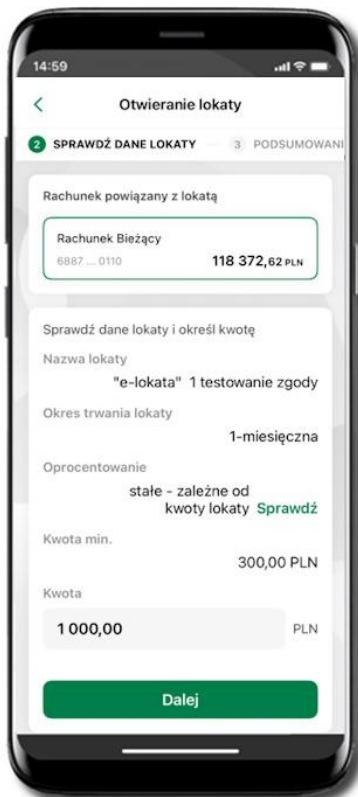 14:59
Otwieranie lokaty
2 SPRAWDŹ DANE LOKATY 3 PODSUMOWANI
Rachunek powiązany z lokatą
Rachunek Bieżący
6887 ... 0110 118 372,62 PLN
Sprawdź dane lokaty i określ kwotę
Nazwa lokaty
"e-lokata" 1 testowanie zgody
Okres trwania lokaty
1-miesięczna
Oprocentowanie
stałe - zależne od
kwoty lokaty Sprawdź
Kwota min.
300,00 PLN
Kwota
1 000,00 PLN
Dalej